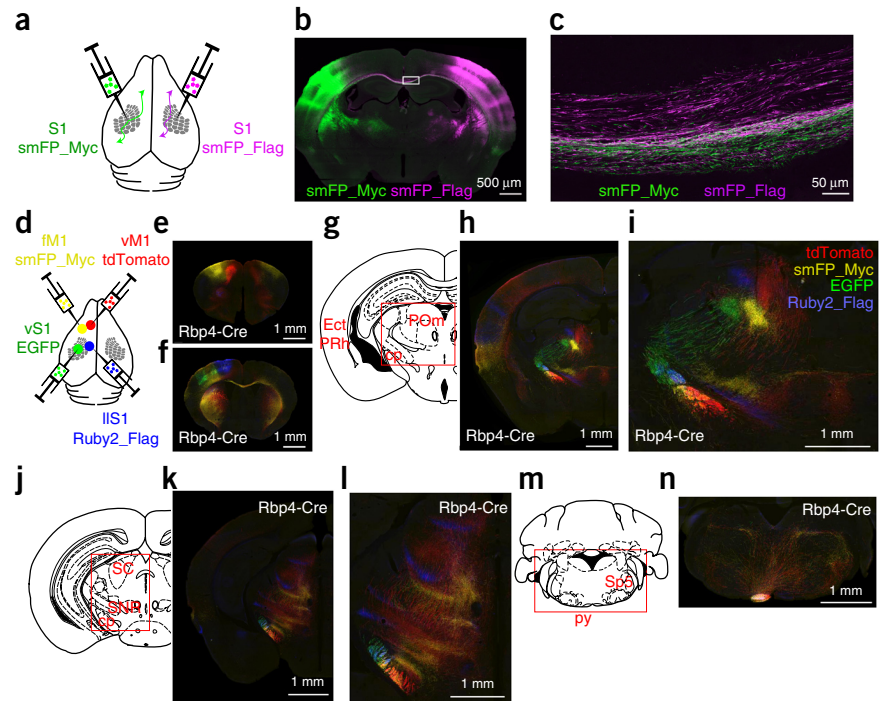 a
S1
smFP_Myc
S1
smFP_Flag
b
smFP_Myc smFP_Flag
500 µm
c
smFP_Myc smFP_Flag
50 µm
d
fM1
smFP_Myc
vM1
tdTomato
vS1
EGFP
llS1
Ruby2_Flag
e
Rbp4-Cre
1 mm
f
Rbp4-Cre
1 mm
g
Ect
PRh
POm
cp
h
Rbp4-Cre
1 mm
i
tdTomato
smFP_Myc
EGFP
Ruby2_Flag
Rbp4-Cre
1 mm
j
SC
SNR
cp
k
Rbp4-Cre
1 mm
l
Rbp4-Cre
1 mm
m
Sp5
py
n
Rbp4-Cre
1 mm